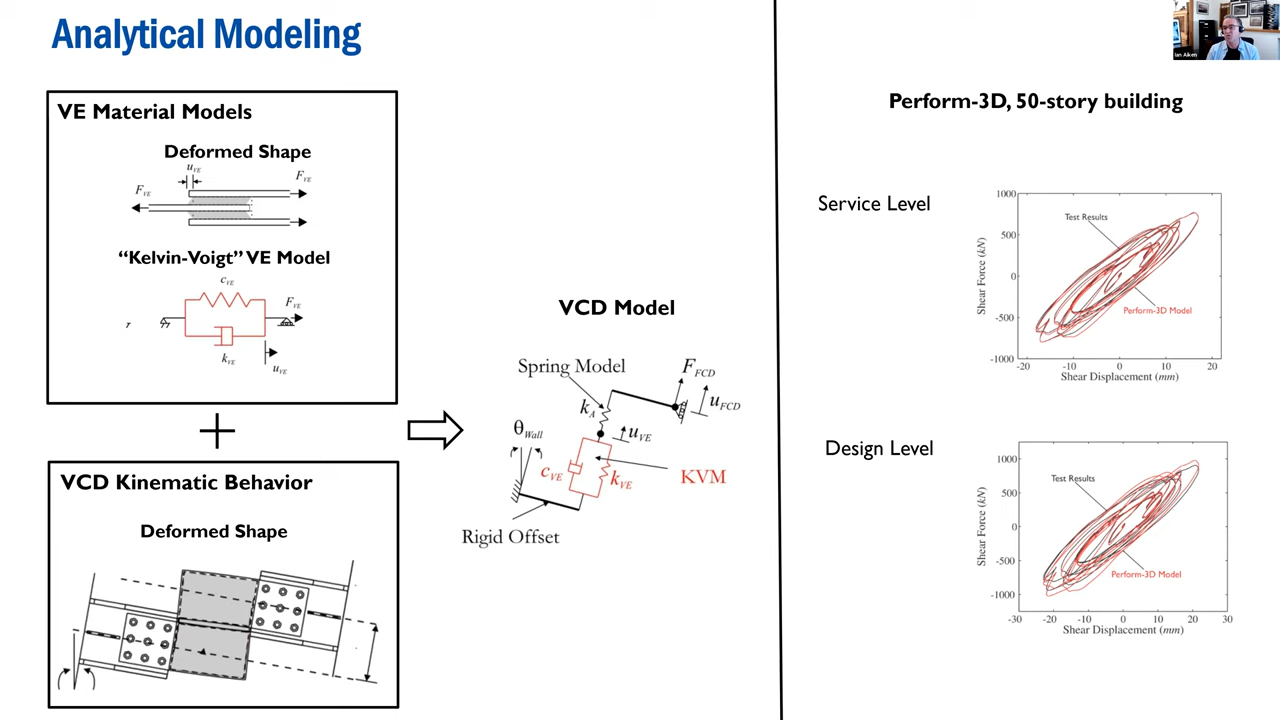 Analytical Modeling
VE Material Models
Deformed Shape
u_VE
F_VE
F_VE
“Kelvin-Voigt” VE Model
c_VE
F_VE
r
k_VE
u_VE
VCD Kinematic Behavior
Deformed Shape
VCD Model
Spring Model
F_FCD
k_A
u_FCD
θ_Wall
u_VE
c_VE
k_VE
KVM
Rigid Offset
Ian Aiken
Perform-3D, 50-story building
Service Level
1000
500
0
-500
-1000
Shear Force (kN)
Test Results
Perform-3D Model
-20 -10 0 10 20
Shear Displacement (mm)
Design Level
1000
500
0
-500
-1000
Shear Force (kN)
Test Results
Perform-3D Model
-30 -20 -10 0 10 20 30
Shear Displacement (mm)